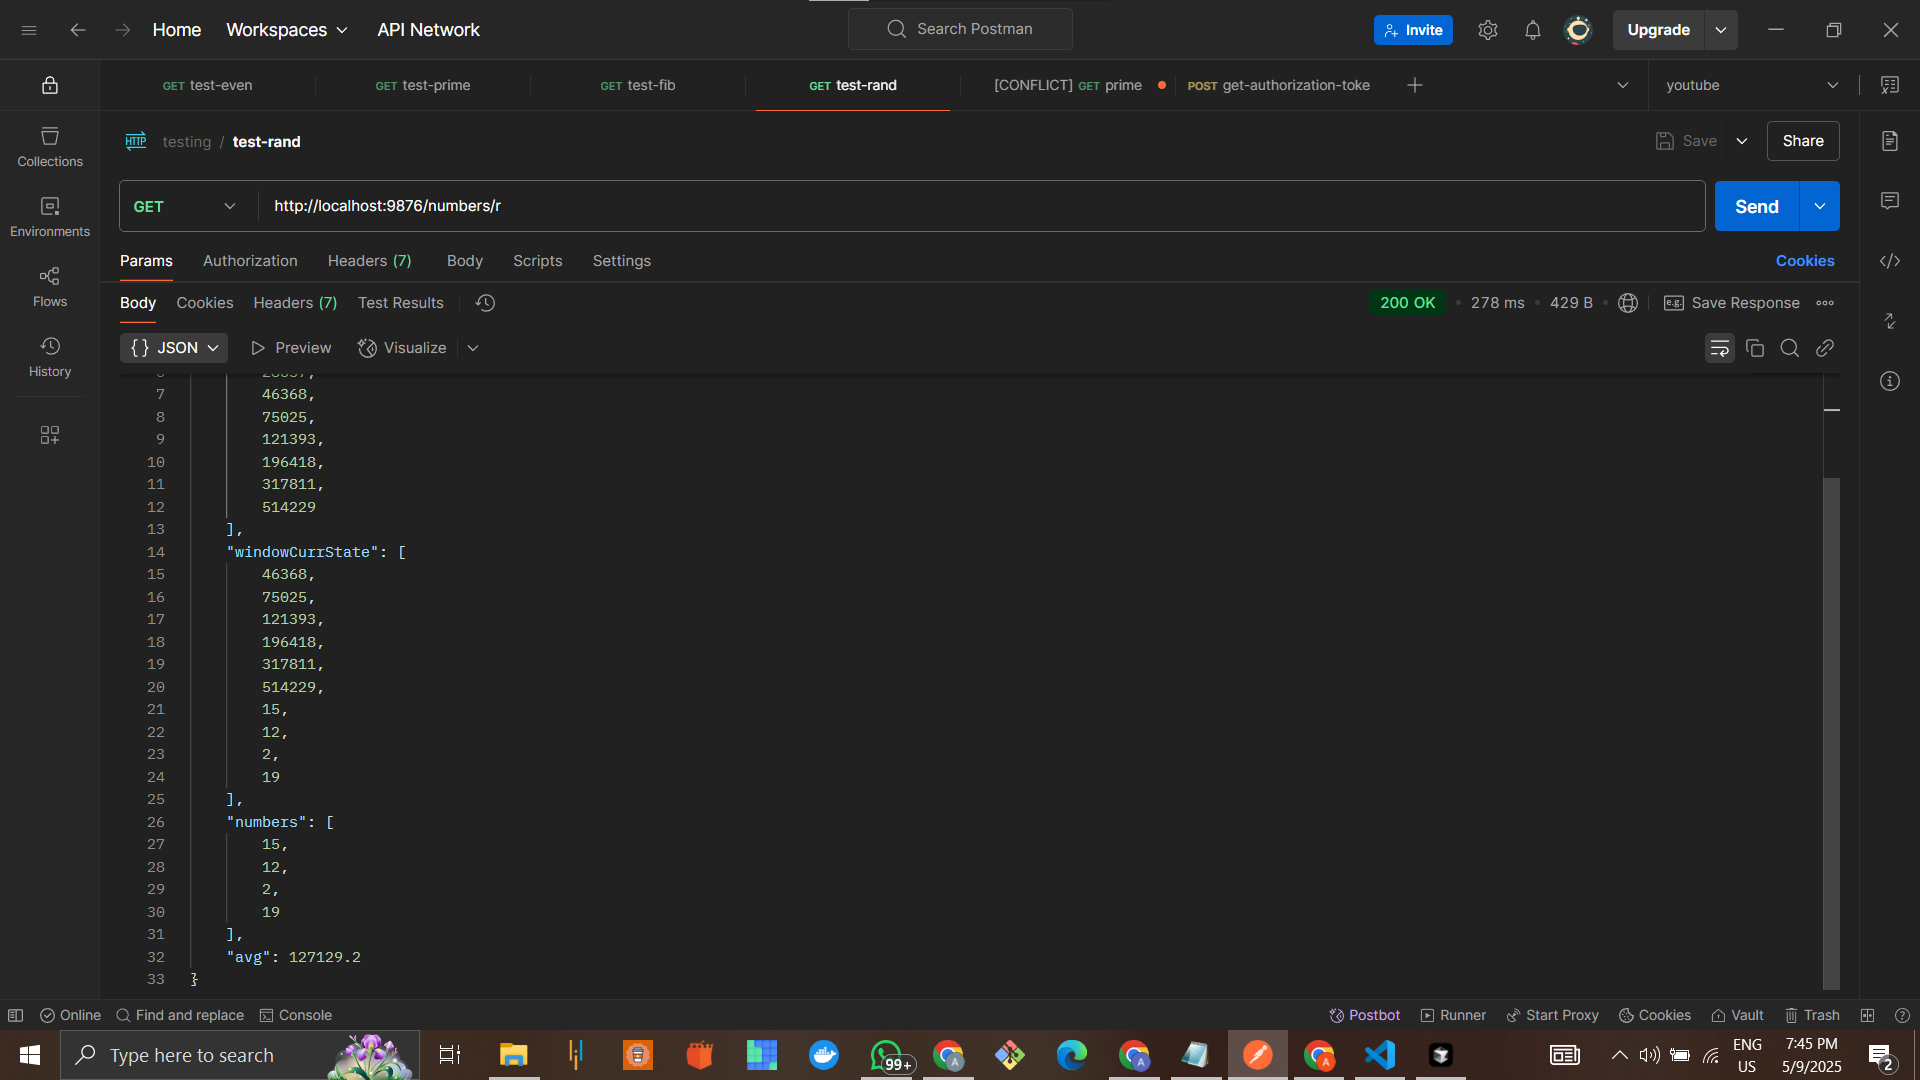 Home Workspaces API Network Search Postman Invite Upgrade
GET test-even GET test-prime GET test-fib GET test-rand [CONFLICT] GET prime POST get-authorization-toke youtube
HTTP testing / test-rand Save Share
Collections
GET http://localhost:9876/numbers/r Send
Environments
Params Authorization Headers (7) Body Scripts Settings Cookies
Flows
Body Cookies Headers (7) Test Results 200 OK 278 ms 429 B e.g. Save Response
{} JSON Preview Visualize
History
7 46368,
8 75025,
9 121393,
10 196418,
11 317811,
12 514229
13 ],
14 "windowCurrState": [
15 46368,
16 75025,
17 121393,
18 196418,
19 317811,
20 514229,
21 15,
22 12,
23 2,
24 19
25 ],
26 "numbers": [
27 15,
28 12,
29 2,
30 19
31 ],
32 "avg": 127129.2
33 }
Online Find and replace Console Postbot Runner Start Proxy Cookies Vault Trash
Type here to search 99+ A A A ENG US 7:45 PM 5/9/2025 2